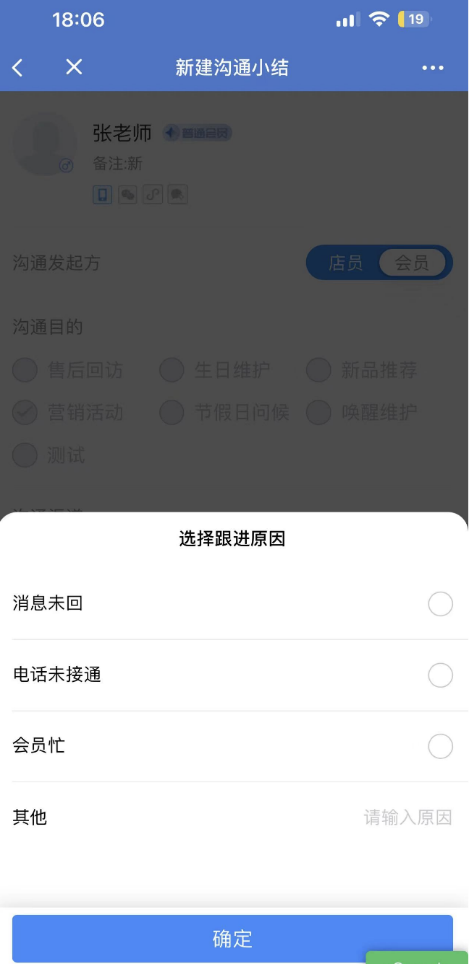 18:06
19
新建沟通小结
张老师
普通会员
备注:新
沟通发起方 店员 会员
沟通目的
售后回访 生日维护 新品推荐
营销活动 节假日问候 唤醒维护
测试
选择跟进原因
消息未回
电话未接通
会员忙
其他 请输入原因
确定